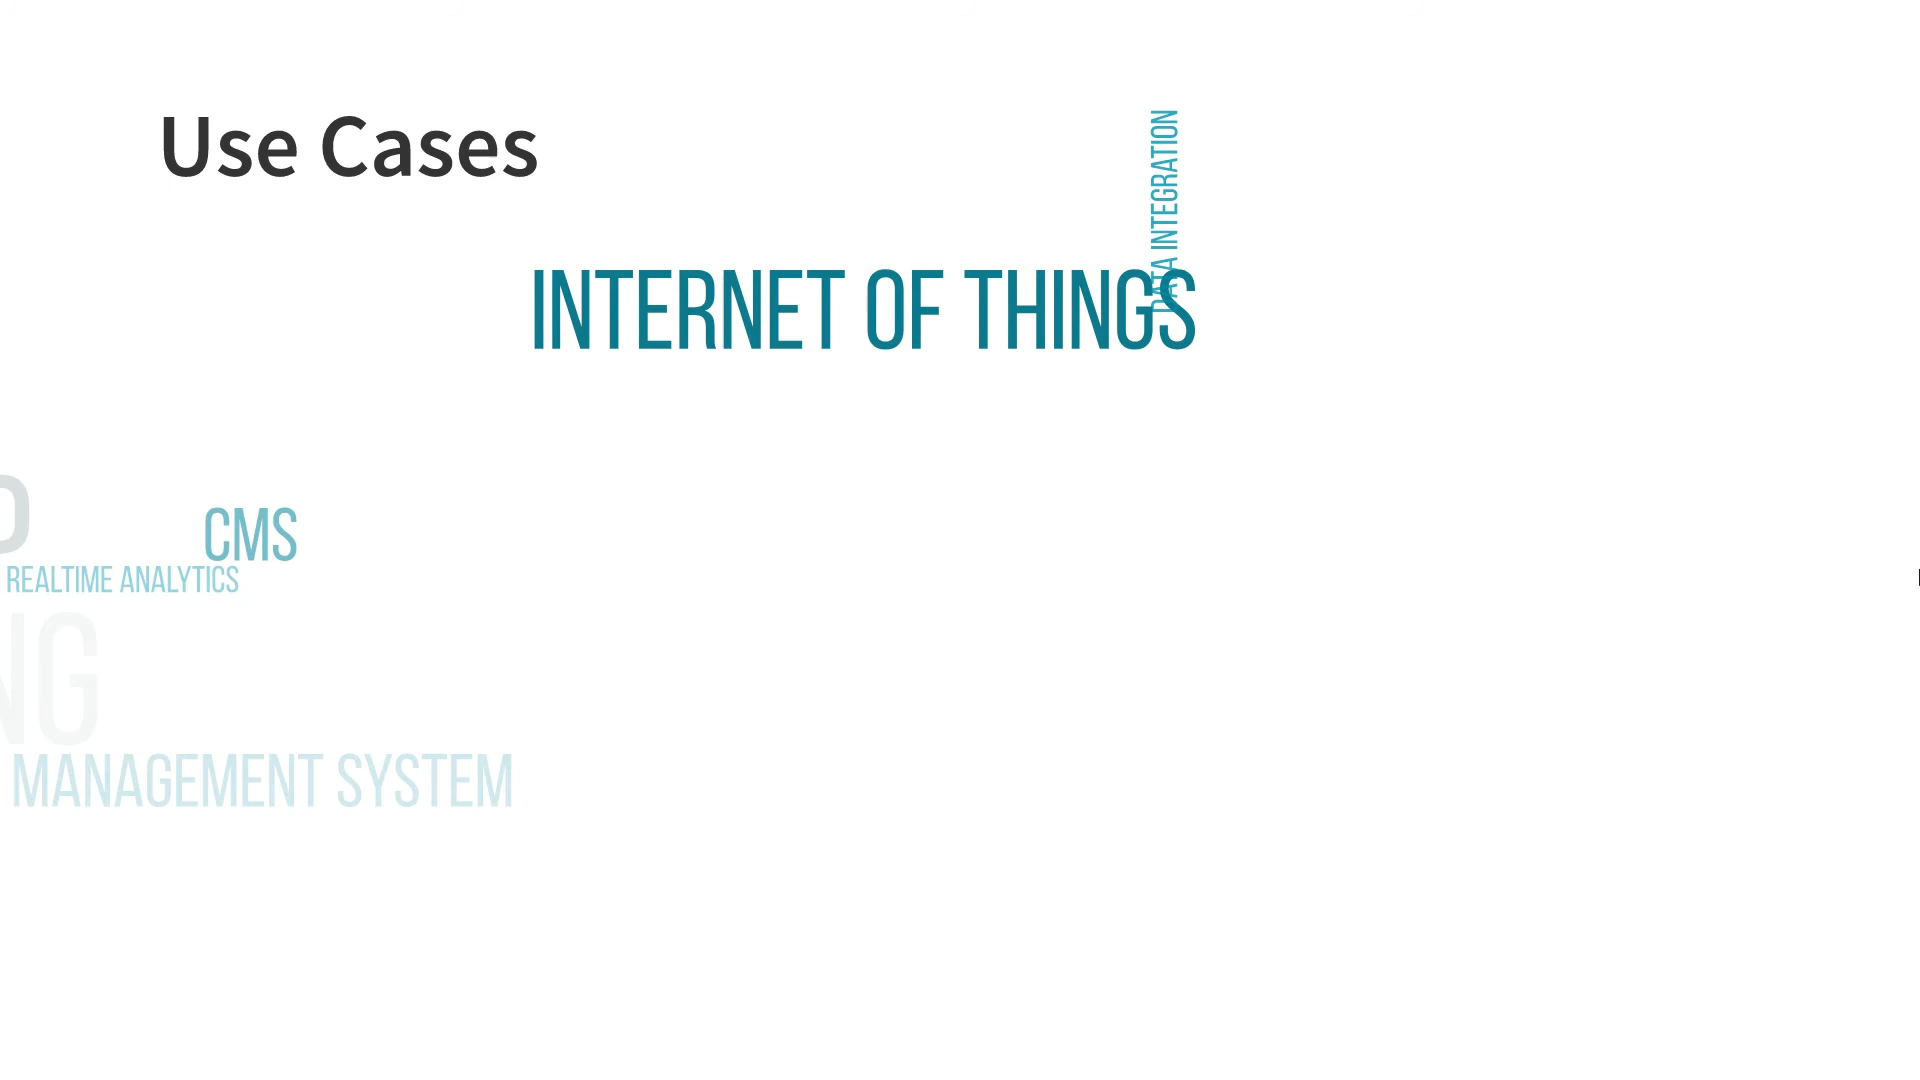 Use Cases
DATA INTEGRATION
INTERNET OF THINGS
CMS
REALTIME ANALYTICS
MANAGEMENT SYSTEM